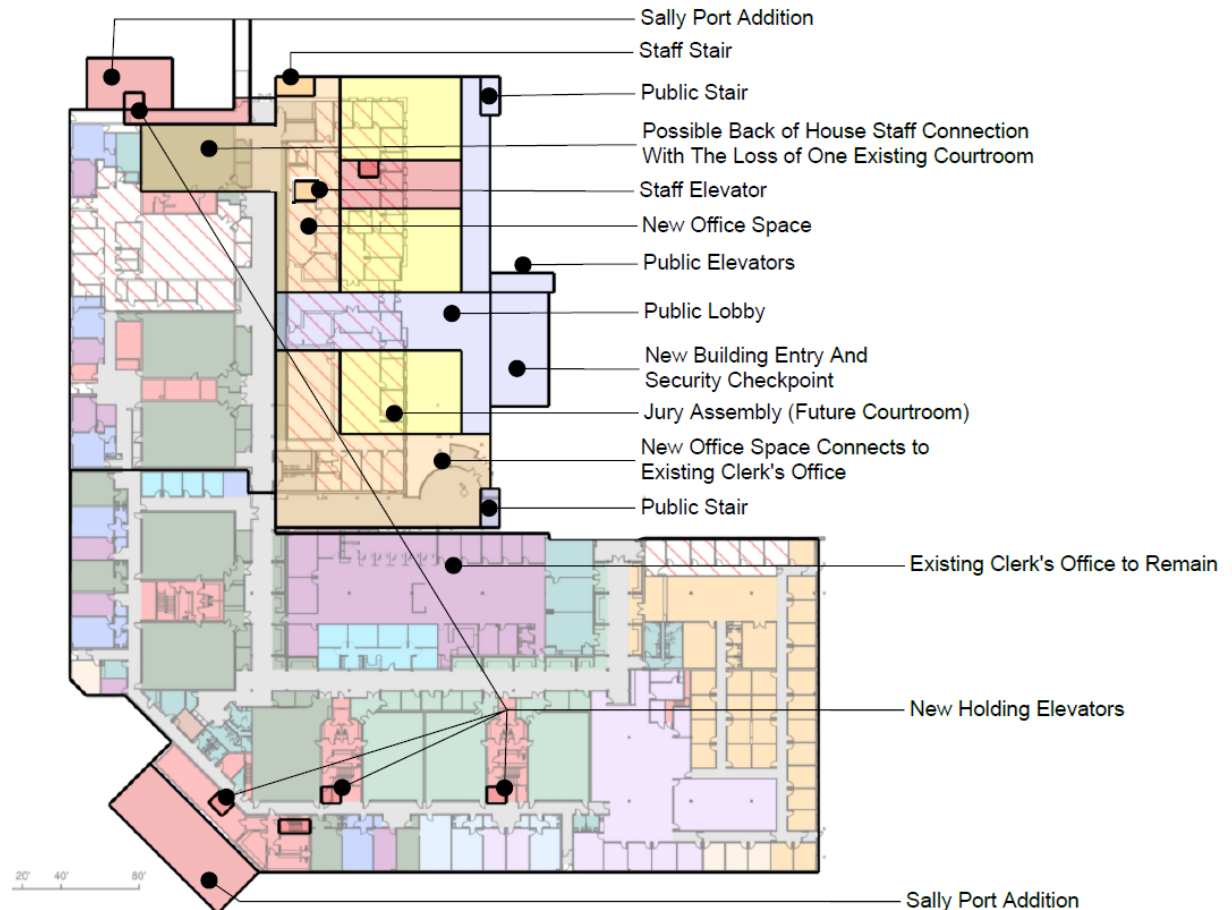 Sally Port Addition
Staff Stair
Public Stair
Possible Back of House Staff Connection
With The Loss of One Existing Courtroom
Staff Elevator
New Office Space
Public Elevators
Public Lobby
New Building Entry And
Security Checkpoint
Jury Assembly (Future Courtroom)
New Office Space Connects to
Existing Clerk's Office
Public Stair
Existing Clerk's Office to Remain
New Holding Elevators
20' 40' 80'
Sally Port Addition